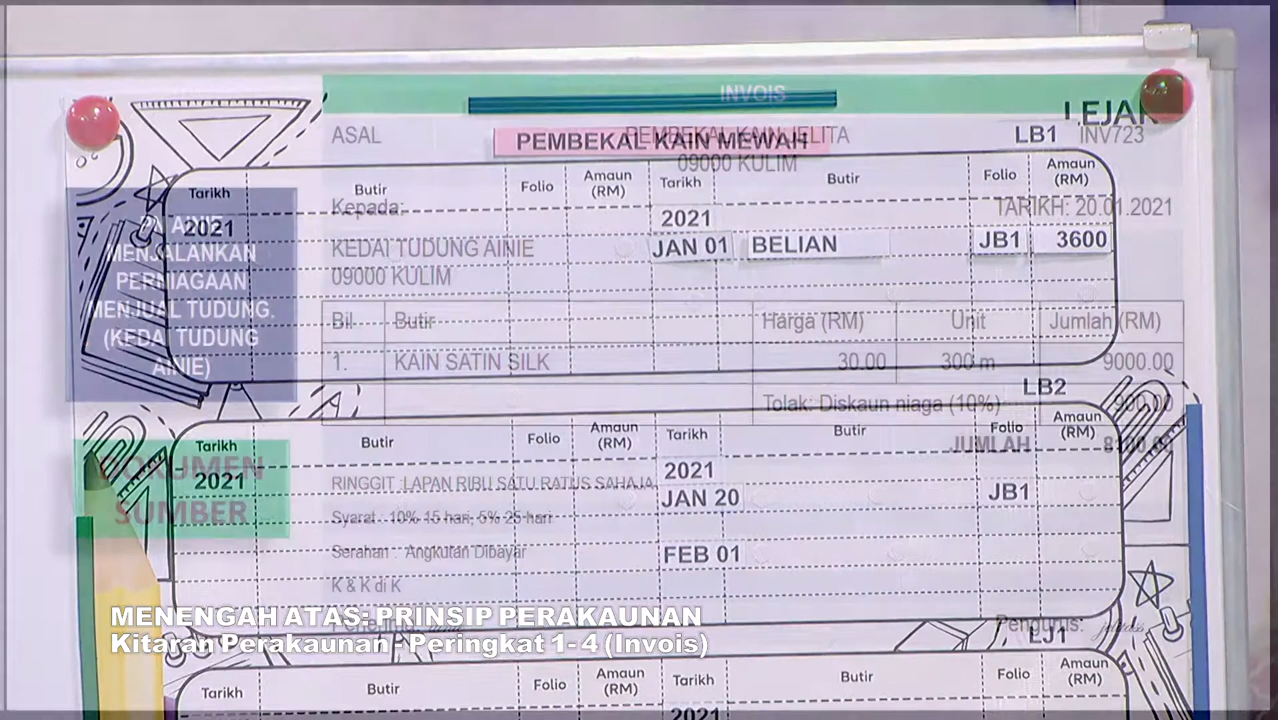 INVOIS
LEJAR
ASAL
PEMBEKAL KAIN JELITA
INV723
PEMBEKAL KAIN MEWAH
LB1
09000 KULIM
Tarikh Butir Folio Amaun (RM) Tarikh Butir Folio Amaun (RM)
Kepada:
TARIKH: 20.01.2021
2021 2021
KEDAI TUDUNG AINIE
JAN 01 BELIAN JB1 3600
09000 KULIM
AINIE
MENJALANKAN
PERNIAGAAN
MENJUAL TUDUNG.
(KEDAI TUDUNG
AINIE)
Bil Butir Harga (RM) Unit Jumlah (RM)
1. KAIN SATIN SILK 30.00 300 m 9000.00
LB2
Tolak: Diskaun niaga (10%) 900.00
Tarikh Butir Folio Amaun (RM) Tarikh Butir Folio Amaun (RM)
JUMLAH 8100.00
DOKUMEN
SUMBER
2021 2021
RINGGIT :LAPAN RIBU SATU RATUS SAHAJA
JAN 20 JB1
Syarat : 10% 15 hari, 5% 25 hari
Serahan : Angkutan Dibayar
FEB 01
K & K di K
Pengurus:
LJ1
MENENGAH ATAS: PRINSIP PERAKAUNAN
Kitaran Perakaunan - Peringkat 1- 4 (Invois)
Tarikh Butir Folio Amaun (RM) Tarikh Butir Folio Amaun (RM)
2021